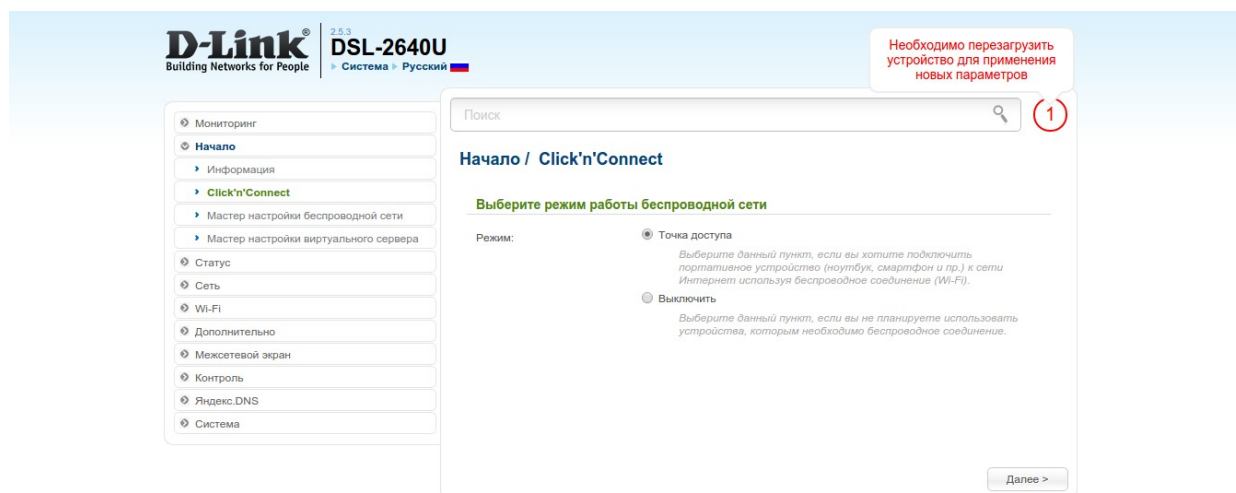 D-Link®
Building Networks for People
2.5.3
DSL-2640U
Система Русский
Необходимо перезагрузить
устройство для применения
новых параметров
1
Поиск
Мониторинг
Начало
Информация
Click'n'Connect
Мастер настройки беспроводной сети
Мастер настройки виртуального сервера
Статус
Сеть
Wi-Fi
Дополнительно
Межсетевой экран
Контроль
Яндекс.DNS
Система
Начало / Click'n'Connect
Выберите режим работы беспроводной сети
Режим:
Точка доступа
Выберите данный пункт, если вы хотите подключить
портативное устройство (ноутбук, смартфон и пр.) к сети
Интернет используя беспроводное соединение (Wi-Fi).
Выключить
Выберите данный пункт, если вы не планируете использовать
устройства, которым необходимо беспроводное соединение.
Далее >